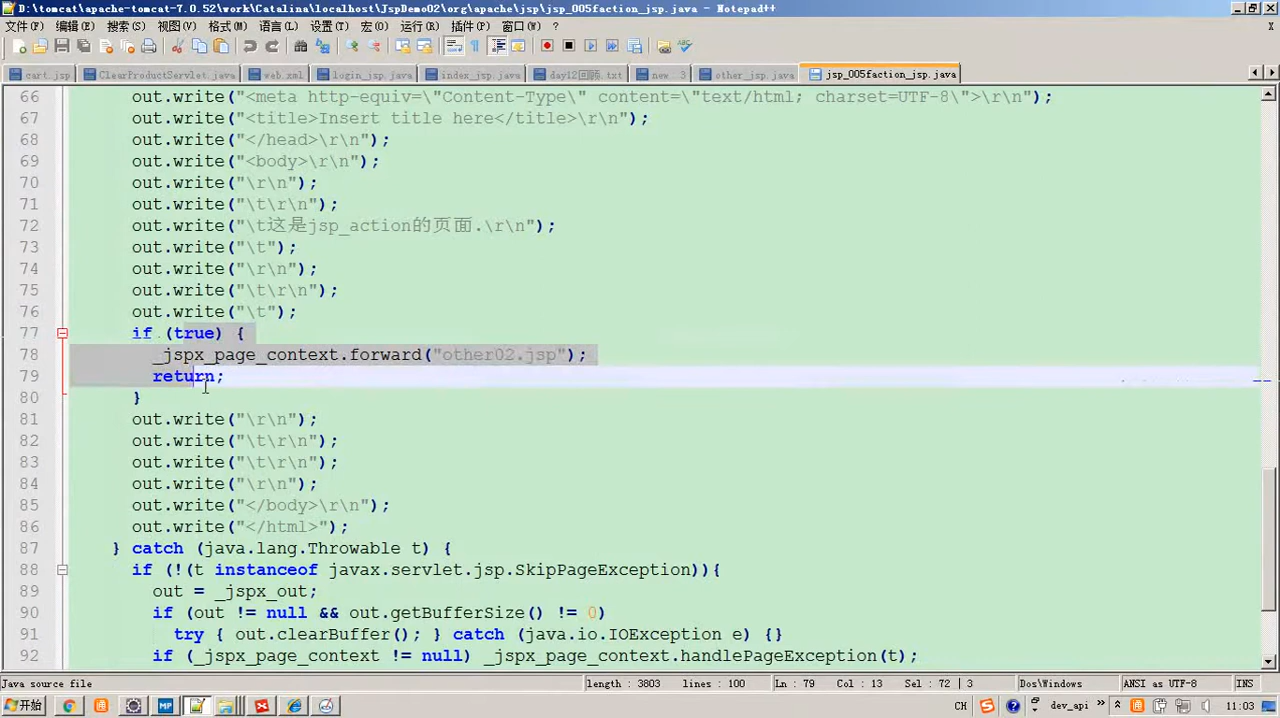 D:\tomcat\apache-tomcat-7.0.52\work\Catalina\localhost\JspDemo02\org\apache\jsp\jsp_005faction_jsp.java - Notepad++
文件(F) 编辑(E) 搜索(S) 视图(V) 格式(M) 语言(L) 设置(T) 宏(O) 运行(R) 插件(P) 窗口(W) ?
cart.jsp ClearProductServlet.java web.xml login_jsp.java index_jsp.java new 3 other_jsp.java jsp_005faction_jsp.java
66 out.write("<meta http-equiv=\"Content-Type\" content=\"text/html; charset=UTF-8\">\r\n");
67 out.write("<title>Insert title here</title>\r\n");
68 out.write("</head>\r\n");
69 out.write("<body>\r\n");
70 out.write("\r\n");
71 out.write("\t\r\n");
72 out.write("\t这是jsp_action的页面.\r\n");
73 out.write("\t");
74 out.write("\r\n");
75 out.write("\t\r\n");
76 out.write("\t");
77 if (true) {
78 _jspx_page_context.forward("other02.jsp");
79 return;
80 }
81 out.write("\r\n");
82 out.write("\t\r\n");
83 out.write("\t\r\n");
84 out.write("\r\n");
85 out.write("</body>\r\n");
86 out.write("</html>");
87 } catch (java.lang.Throwable t) {
88 if (!(t instanceof javax.servlet.jsp.SkipPageException)){
89 out = _jspx_out;
90 if (out != null && out.getBufferSize() != 0)
91 try { out.clearBuffer(); } catch (java.io.IOException e) {}
92 if (_jspx_page_context != null) _jspx_page_context.handlePageException(t);
Java source file length : 3803 lines : 100 Ln : 79 Col : 13 Sel : 72 | 3 Dos\Windows ANSI as UTF-8 INS
开始 MP CH dev_api 11:03